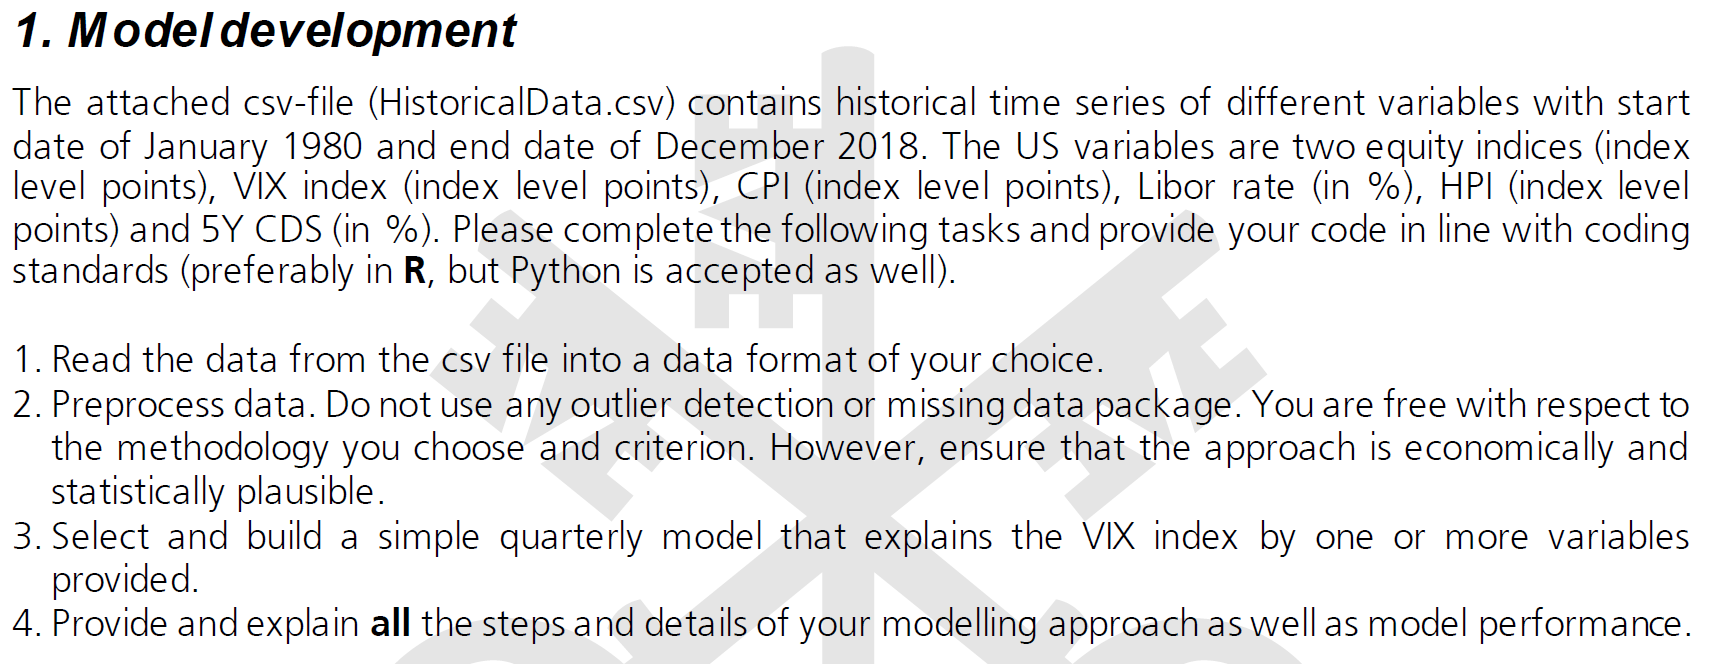 1. Model development
The attached csv-file (HistoricalData.csv) contains historical time series of different variables with start
date of January 1980 and end date of December 2018. The US variables are two equity indices (index
level points), VIX index (index level points), CPI (index level points), Libor rate (in %), HPI (index level
points) and 5Y CDS (in %). Please complete the following tasks and provide your code in line with coding
standards (preferably in R, but Python is accepted as well).
1. Read the data from the csv file into a data format of your choice.
2. Preprocess data. Do not use any outlier detection or missing data package. You are free with respect to
the methodology you choose and criterion. However, ensure that the approach is economically and
statistically plausible.
3. Select and build a simple quarterly model that explains the VIX index by one or more variables
provided.
4. Provide and explain all the steps and details of your modelling approach as well as model performance.